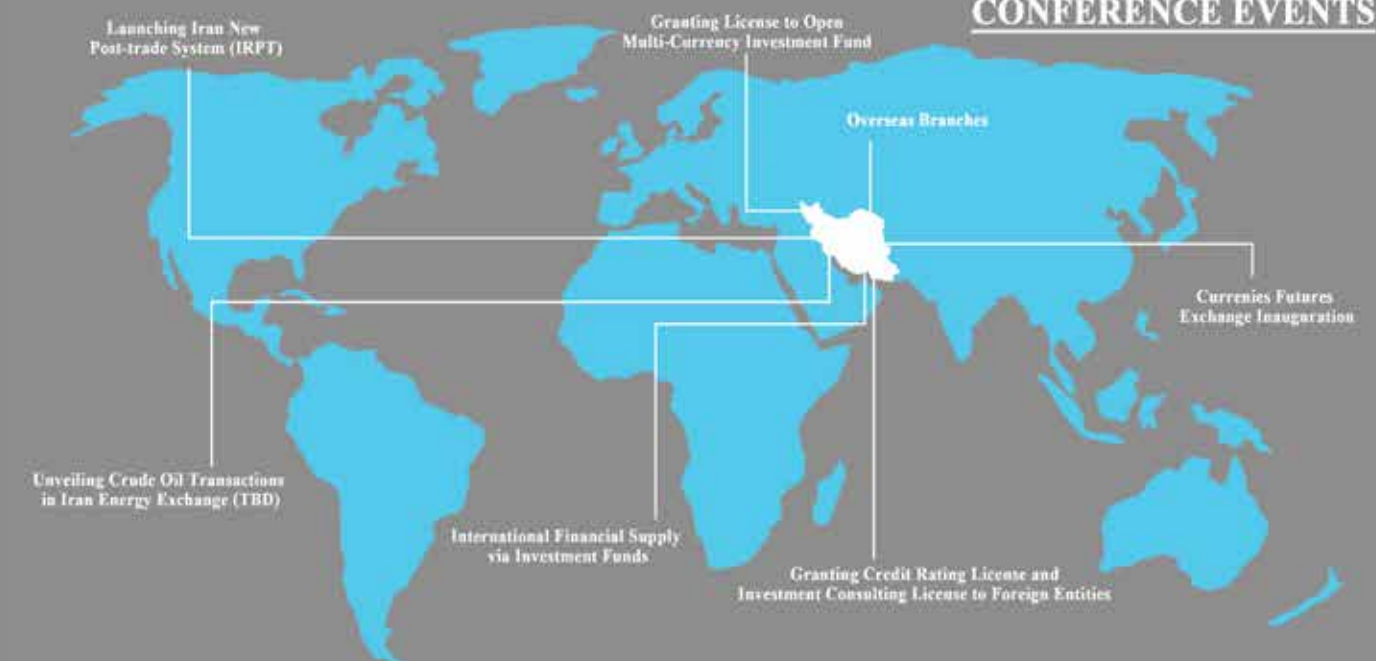 CONFERENCE EVENTS
Launching Iran New
Post-trade System (IRPT)
Granting License to Open
Multi-Currency Investment Fund
Overseas Branches
Currenies Futures
Exchange Inauguration
Unveiling Crude Oil Transactions
in Iran Energy Exchange (TBD)
International Financial Supply
via Investment Funds
Granting Credit Rating License and
Investment Consulting License to Foreign Entities